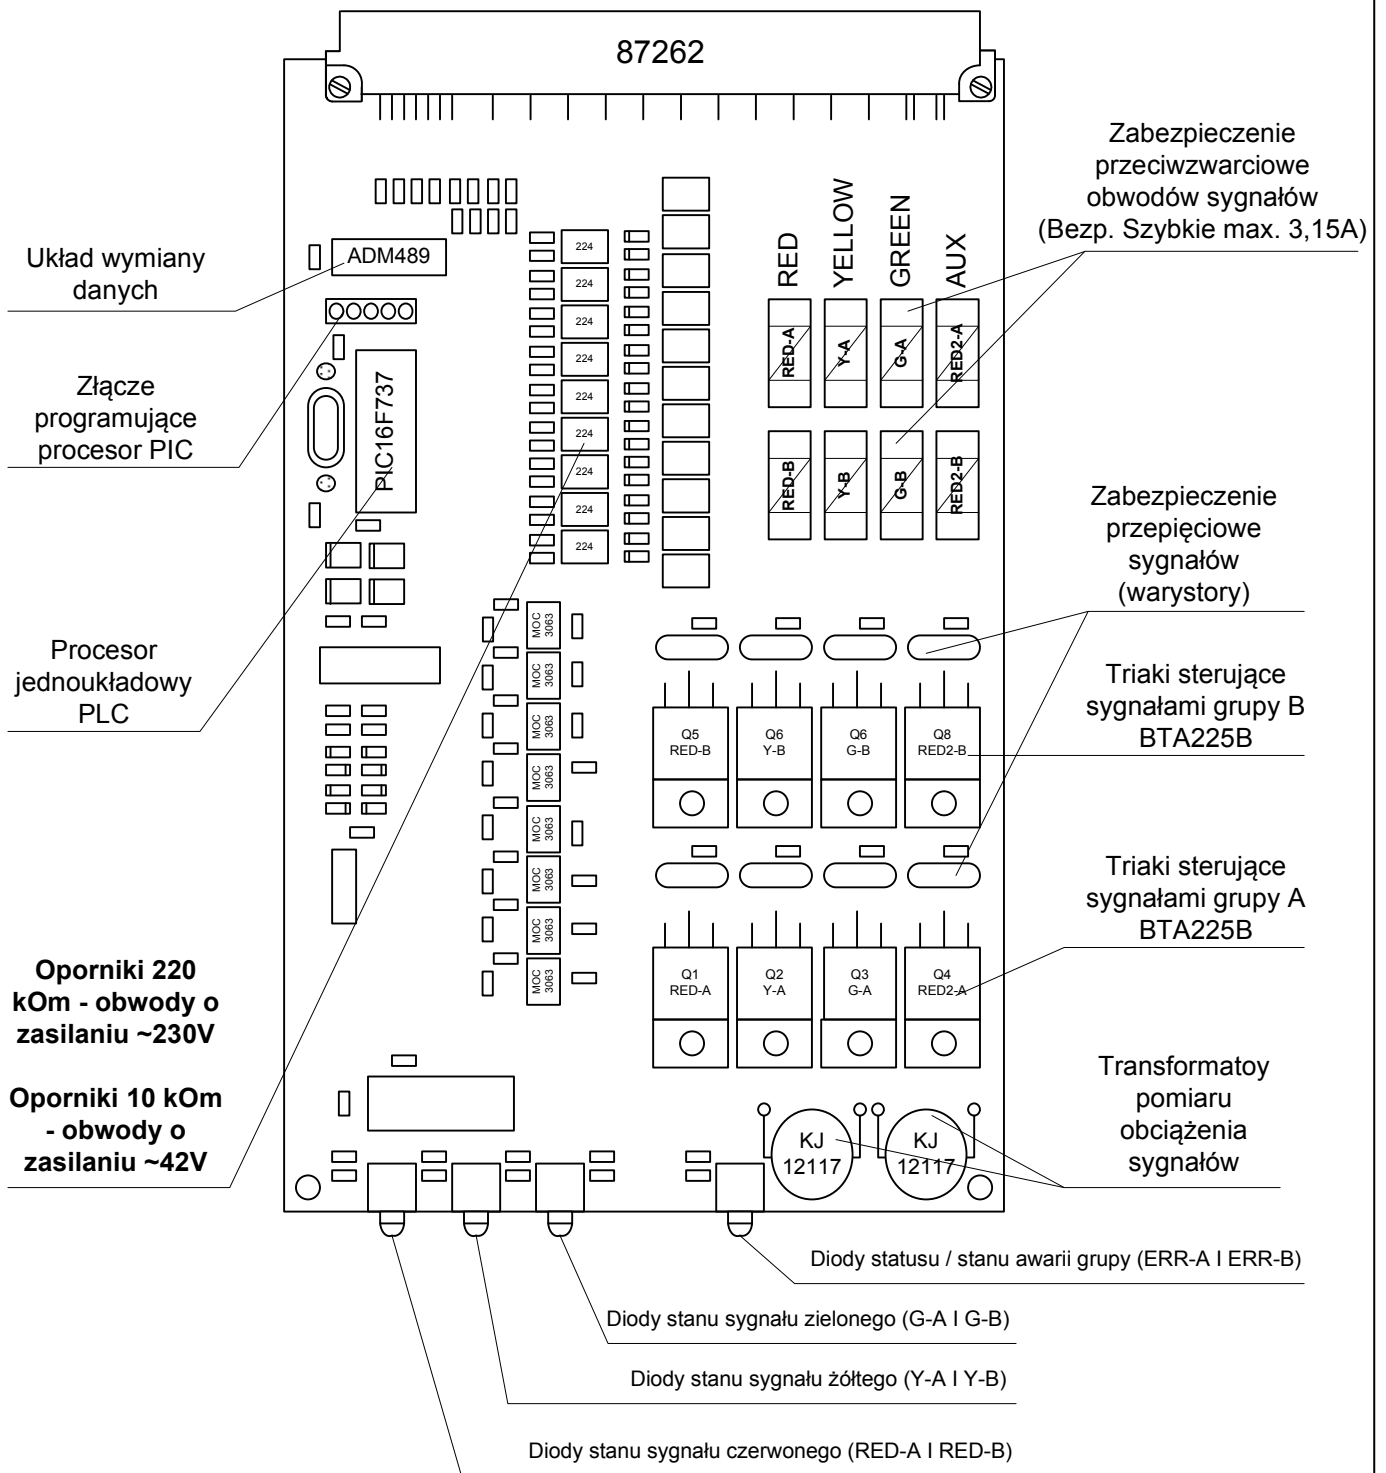 87262
Zabezpieczenie
przeciwzwarciowe
obwodów sygnałów
(Bezp. Szybkie max. 3,15A)
RED
YELLOW
GREEN
AUX
Układ wymiany
danych
ADM489
224
224
224
224
224
224
224
224
224
RED-A
Y-A
G-A
RED2-A
Złącze
programujące
procesor PIC
PIC16F737
RED-B
Y-B
G-B
RED2-B
Zabezpieczenie
przepięciowe
sygnałów
(warystory)
Procesor
jednoukładowy
PLC
MOC
3063
MOC
3063
MOC
3063
MOC
3063
MOC
3063
MOC
3063
MOC
3063
MOC
3063
Triaki sterujące
sygnałami grupy B
BTA225B
Q5
RED-B
Q6
Y-B
Q6
G-B
Q8
RED2-B
Triaki sterujące
sygnałami grupy A
BTA225B
Q1
RED-A
Q2
Y-A
Q3
G-A
Q4
RED2-A
Oporniki 220
kOm - obwody o
zasilaniu ~230V
Oporniki 10 kOm
- obwody o
zasilaniu ~42V
Transformatoy
pomiaru
obciążenia
sygnałów
KJ
12117
KJ
12117
Diody statusu / stanu awarii grupy (ERR-A I ERR-B)
Diody stanu sygnału zielonego (G-A I G-B)
Diody stanu sygnału żółtego (Y-A I Y-B)
Diody stanu sygnału czerwonego (RED-A I RED-B)